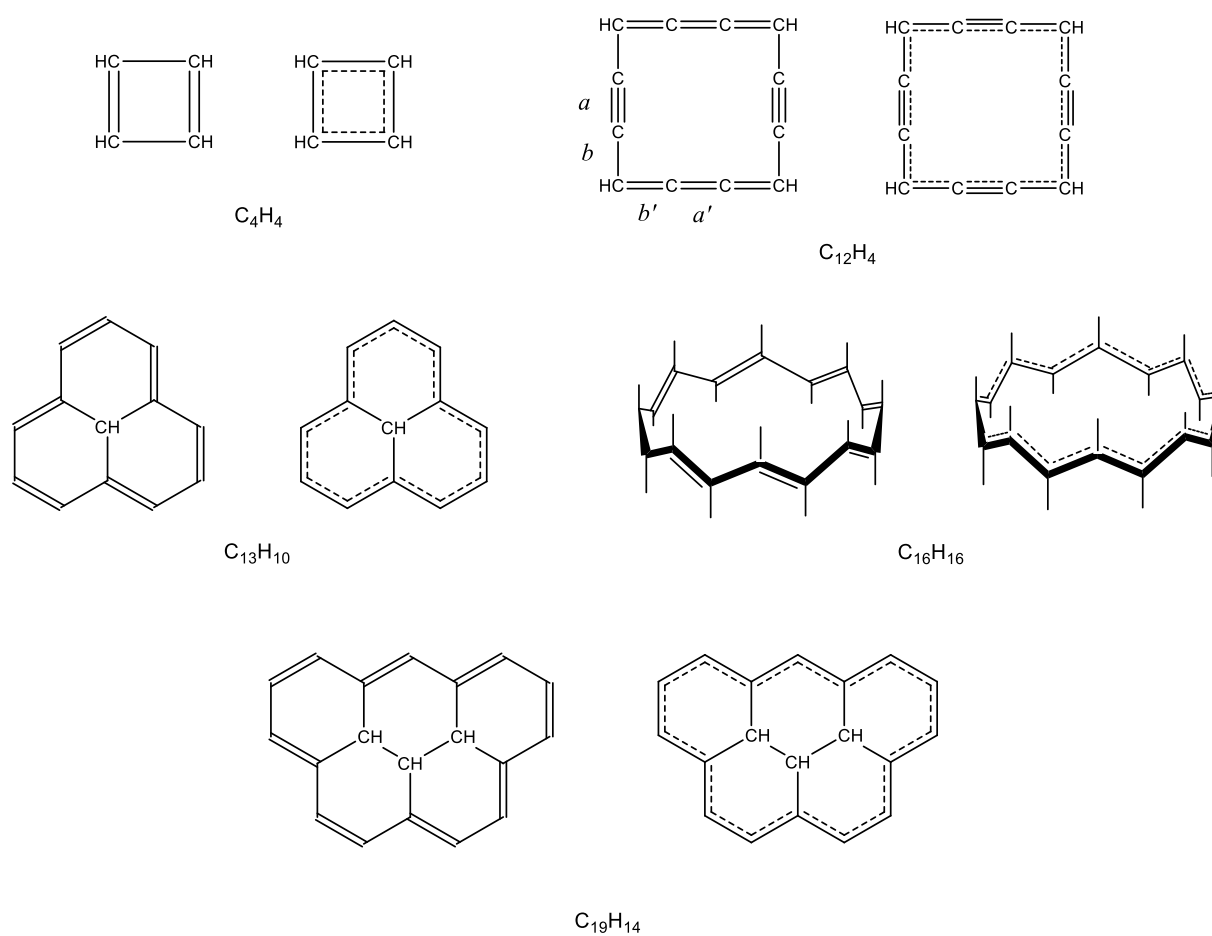 HC CH HC CH
HC CH HC CH
C₄H₄
HC C C CH HC C C CH
C C C C
a
C C C C
b
HC C C CH HC C C CH
b′ a′
C₁₂H₄
CH CH
C₁₃H₁₀
C₁₆H₁₆
CH CH CH CH
CH CH
C₁₉H₁₄